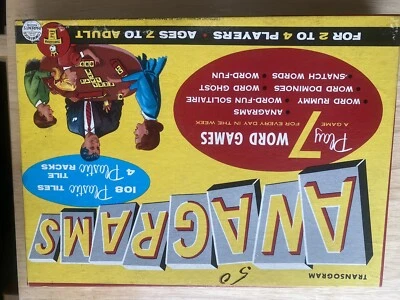 FOR 2 TO 4 PLAYERS • AGES 7 TO ADULT
Play 7 WORD GAMES
A GAME FOR EVERY DAY IN THE WEEK
• ANAGRAMS
• WORD RUMMY • WORD-FUN SOLITAIRE
• WORD DOMINOES • WORD GHOST
• SNATCH WORDS • WORD-FUN
108 Plastic TILES
4 Plastic TILE RACKS
ANAGRAMS
TRANSOGRAM
50